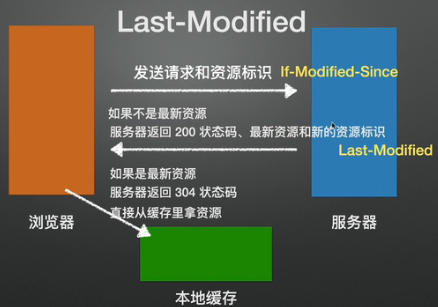 Last-Modified
发送请求和资源标识 If-Modified-Since
如果不是最新资源
服务器返回 200 状态码、最新资源和新的资源标识
Last-Modified
如果是最新资源
服务器返回 304 状态码
直接从缓存里拿资源
浏览器
服务器
本地缓存